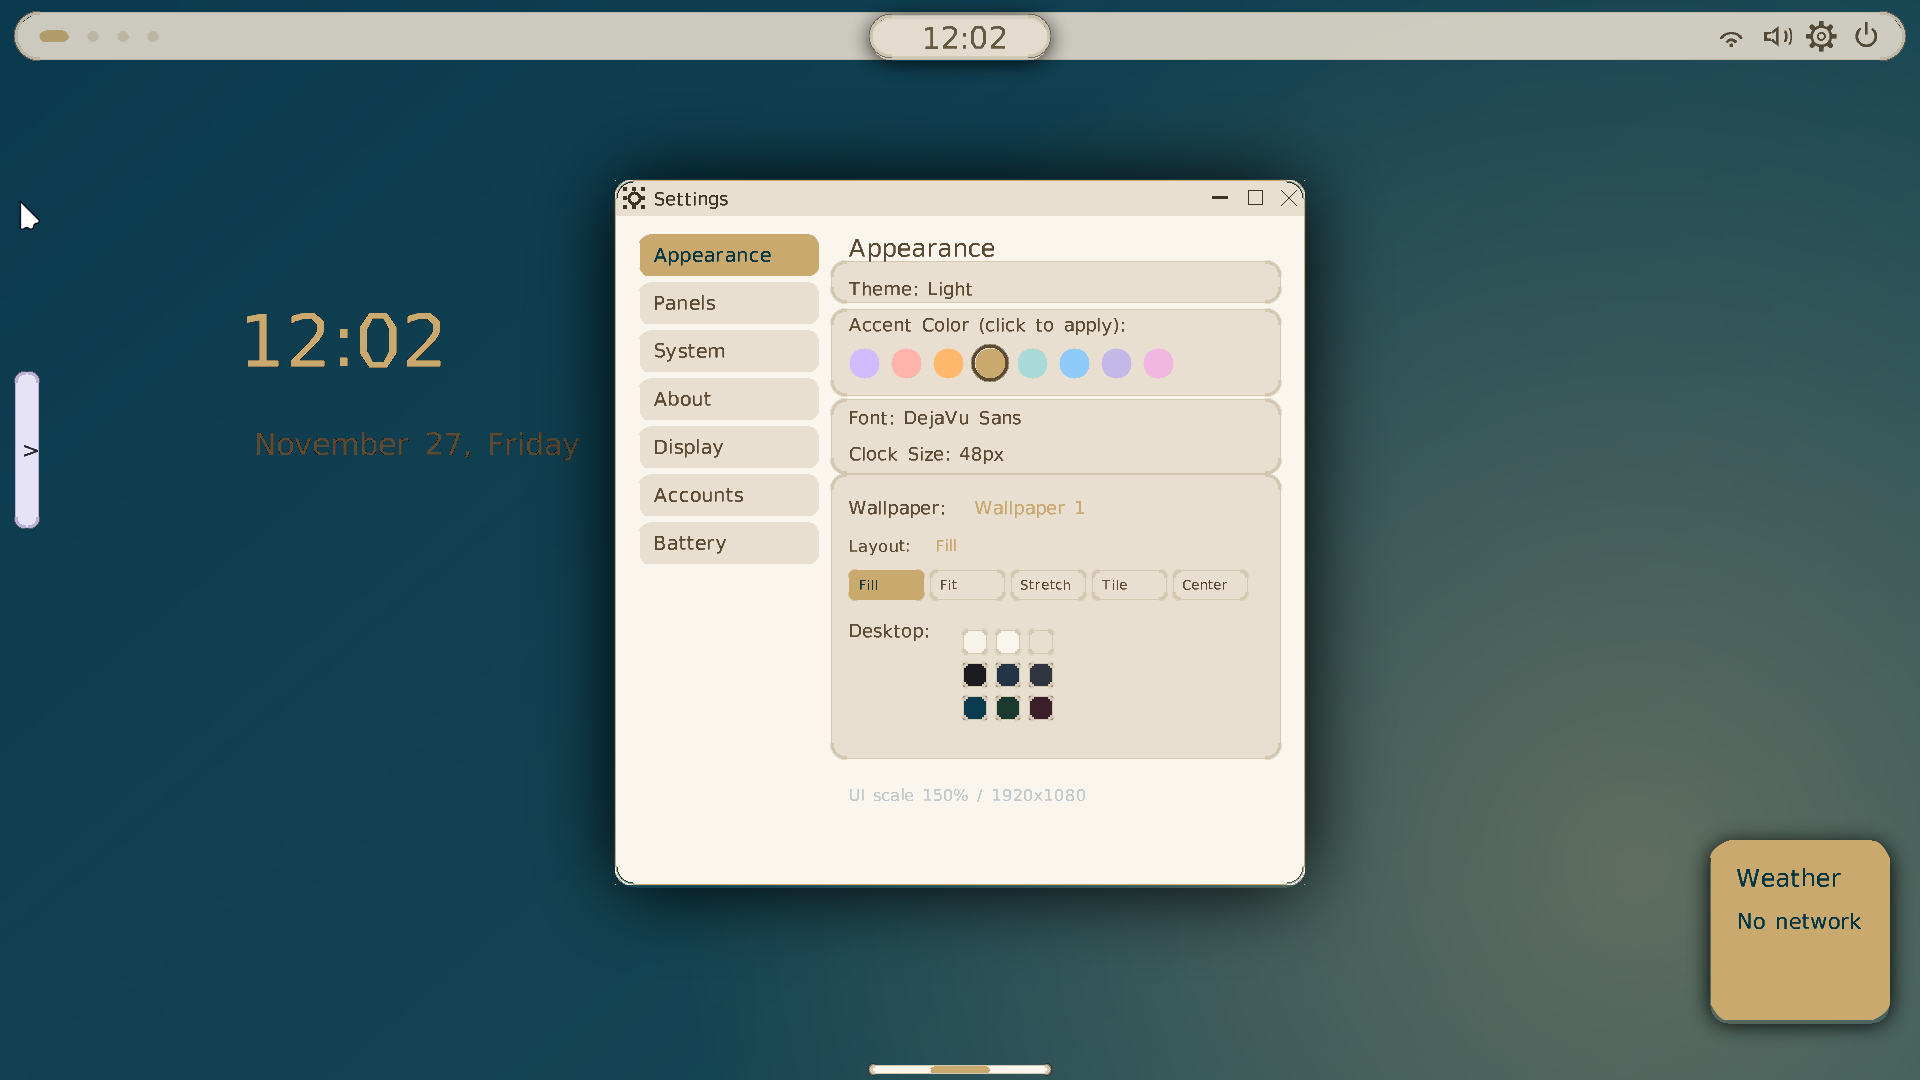 12:02
12:02
November 27, Friday
>
Settings
Appearance
Panels
System
About
Display
Accounts
Battery
Appearance
Theme: Light
Accent Color (click to apply):
Font: DejaVu Sans
Clock Size: 48px
Wallpaper: Wallpaper 1
Layout: Fill
Fill Fit Stretch Tile Center
Desktop:
UI scale 150% / 1920x1080
Weather
No network